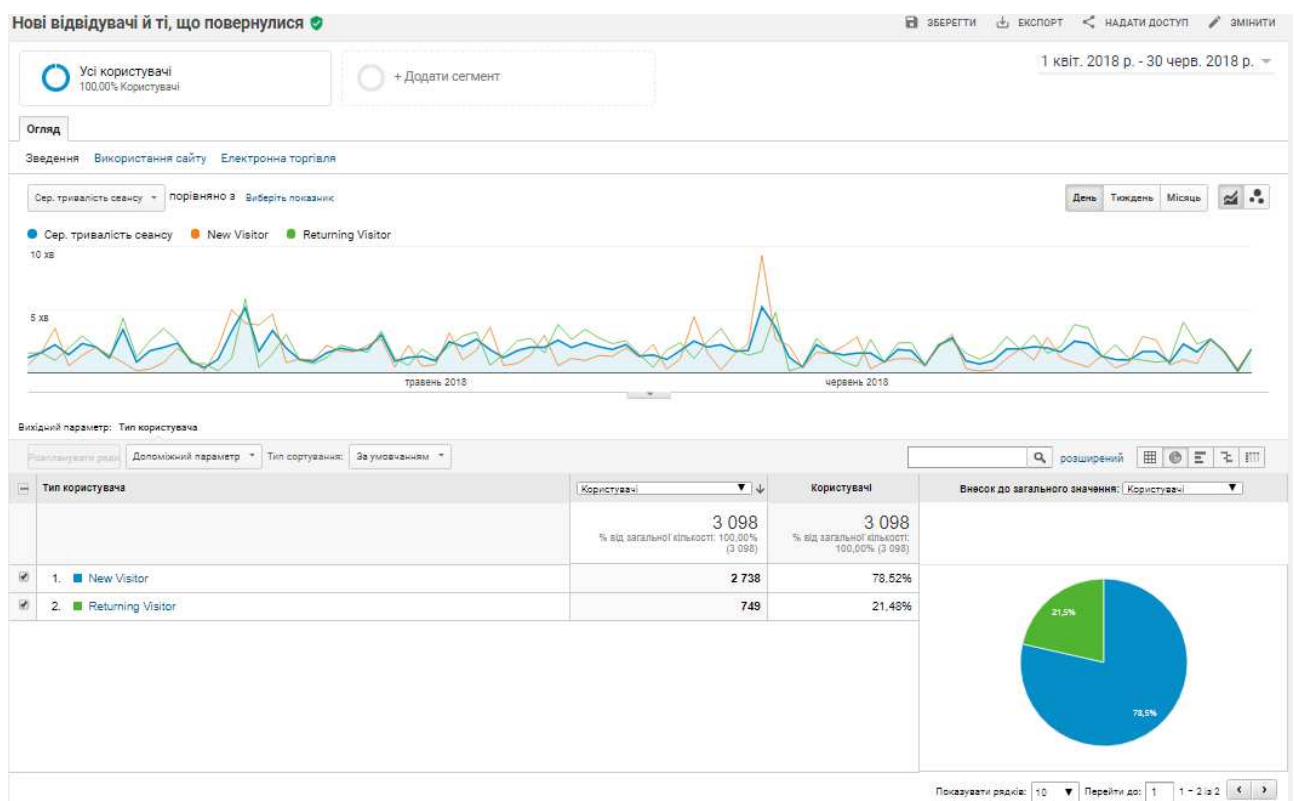 Нові відвідувачі й ті, що повернулися
ЗБЕРЕГТИ ЕКСПОРТ НАДАТИ ДОСТУП ЗМІНИТИ
Усі користувачі
100,00% Користувачі
+ Додати сегмент
1 квіт. 2018 р. - 30 черв. 2018 р.
Огляд
Зведення Використання сайту Електронна торгівля
Сер. тривалість сеансу порівняно з Виберіть показник
День Тиждень Місяць
Сер. тривалість сеансу New Visitor Returning Visitor
10 хв
5 хв
травень 2018 червень 2018
Вихідний параметр: Тип користувача
Допоміжний параметр Тип сортування: За умовчанням
розширений
Тип користувача Користувачі Користувачі Внесок до загального значення: Користувачі
3 098 3 098
% від загальної кількості: 100,00% (3 098) % від загальної кількості: 100,00% (3 098)
1. New Visitor 2 738 78,52%
2. Returning Visitor 749 21,48%
21,5%
78,5%
Показувати рядків: 10 Перейти до: 1 1 – 2 із 2